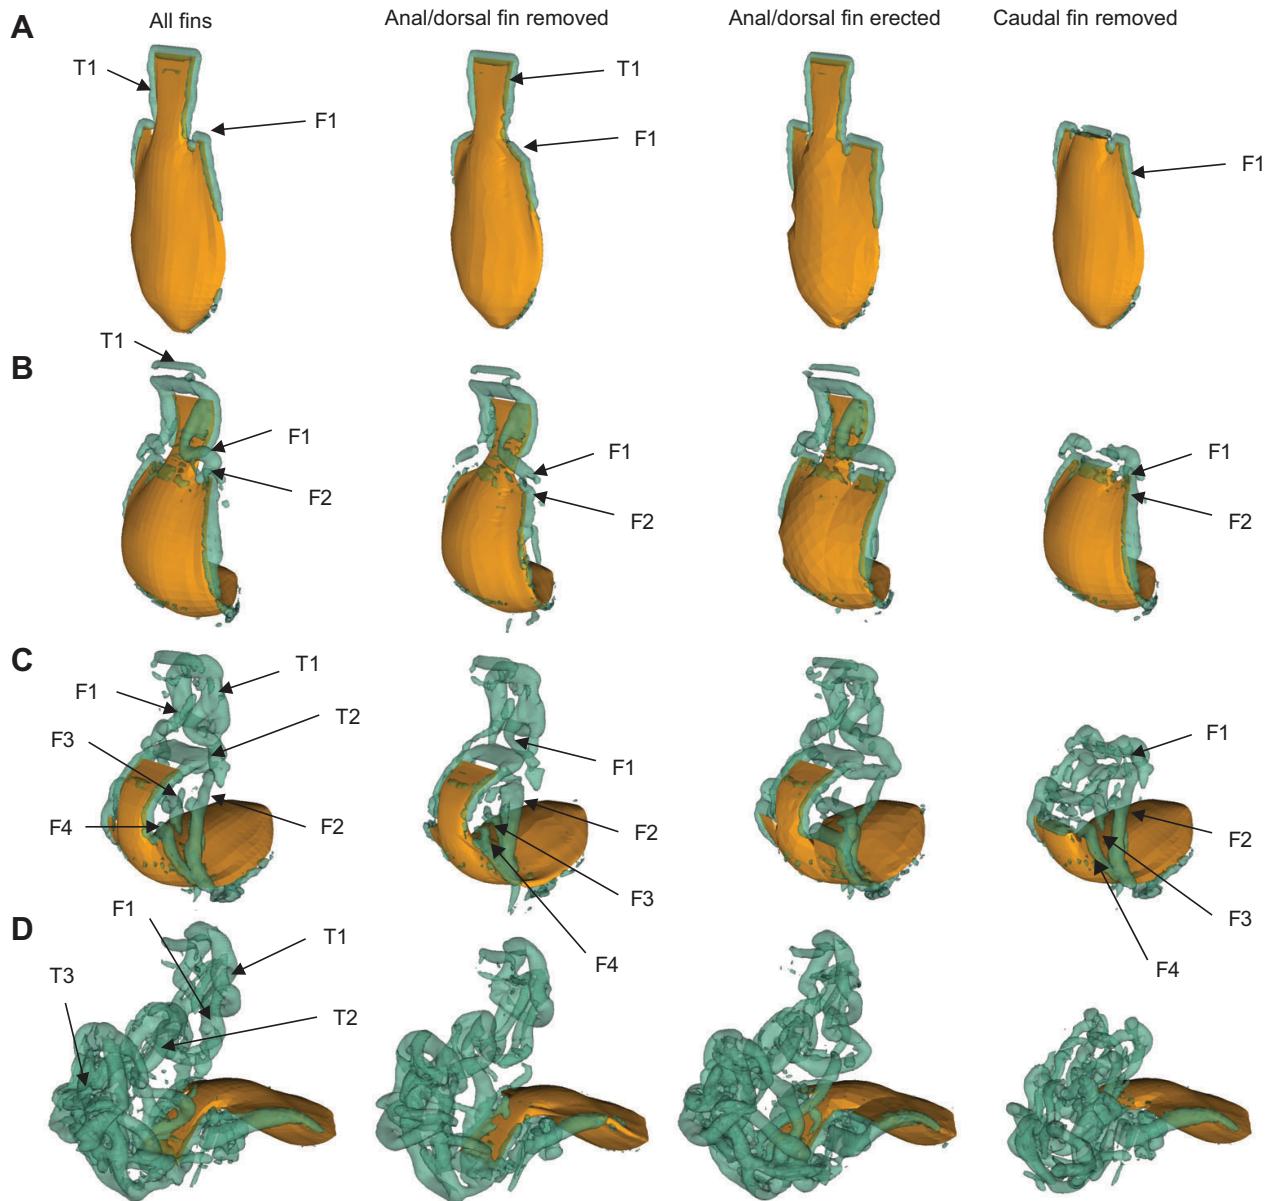 A
All fins
Anal/dorsal fin removed
Anal/dorsal fin erected
Caudal fin removed
T1
F1
T1
F1
F1
B
T1
F1
F2
F1
F2
F1
F2
C
F1
T1
T2
F3
F4
F2
F1
F2
F3
F4
F1
F2
F3
F4
D
F1
T1
T3
T2